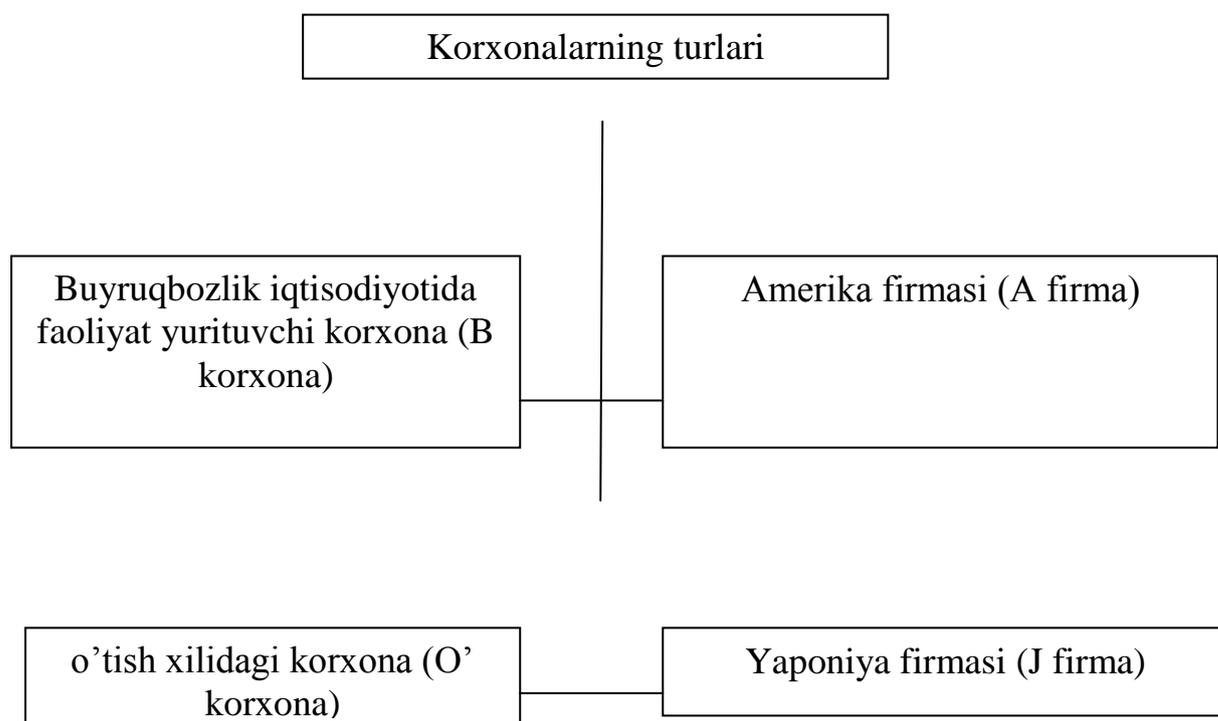 Korxonalarning turlari
Buyruqbozlik iqtisodiyotida
faoliyat yurituvchi korxona (B
korxona)
Amerika firmasi (A firma)
o’tish xilidagi korxona (O’
korxona)
Yaponiya firmasi (J firma)